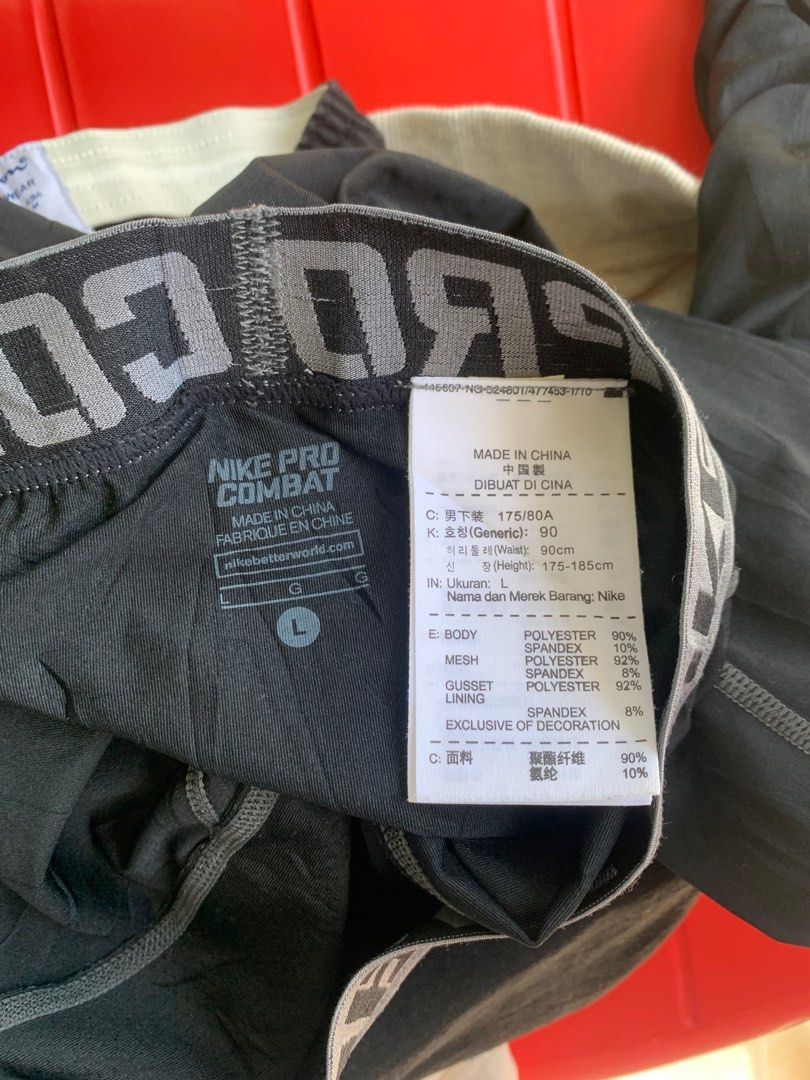 NIKE PRO
COMBAT
MADE IN CHINA
FABRIQUE EN CHINE
nikebetterworld.com
L G G
L
MADE IN CHINA
中 国 製
DIBUAT DI CINA
C: 男下装 175/80A
K: 호칭(Generic): 90
허리둘레(Waist): 90cm
신 장(Height): 175-185cm
IN: Ukuran: L
Nama dan Merek Barang: Nike
E: BODY POLYESTER 90%
SPANDEX 10%
MESH POLYESTER 92%
SPANDEX 8%
GUSSET POLYESTER 92%
LINING
SPANDEX 8%
EXCLUSIVE OF DECORATION
C: 面料 聚酯纤维 90%
氨纶 10%